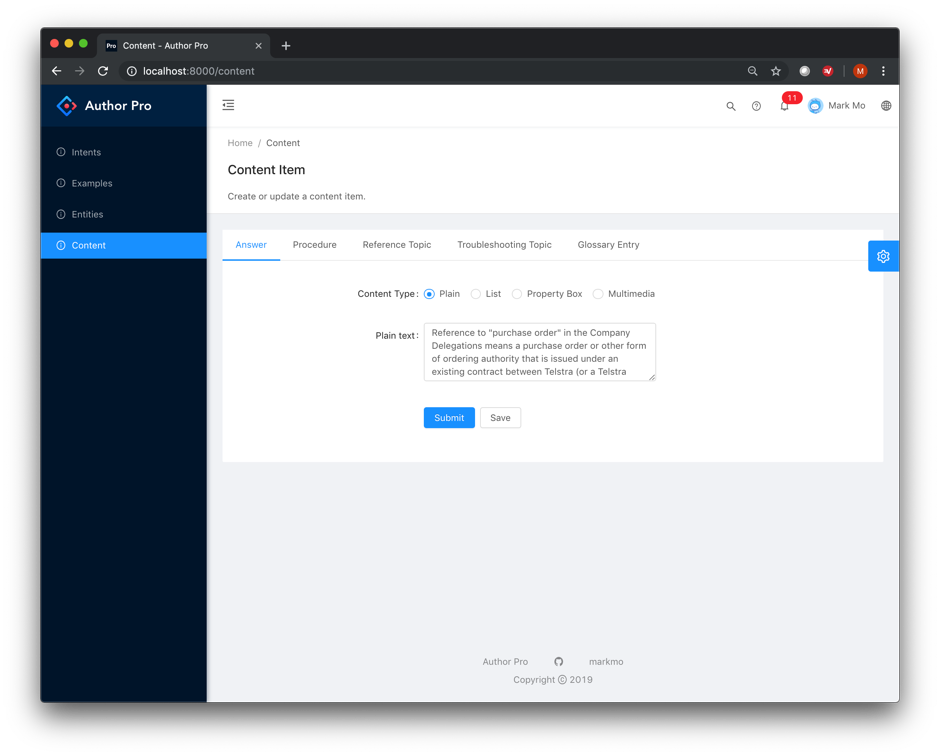 Pro Content - Author Pro
localhost:8000/content
M
Author Pro
11
Mark Mo
Intents
Examples
Entities
Content
Home / Content
Content Item
Create or update a content item.
Answer Procedure Reference Topic Troubleshooting Topic Glossary Entry
Content Type : Plain List Property Box Multimedia
Plain text :
Reference to "purchase order" in the Company
Delegations means a purchase order or other form
of ordering authority that is issued under an
existing contract between Telstra (or a Telstra
Submit Save
Author Pro markmo
Copyright © 2019